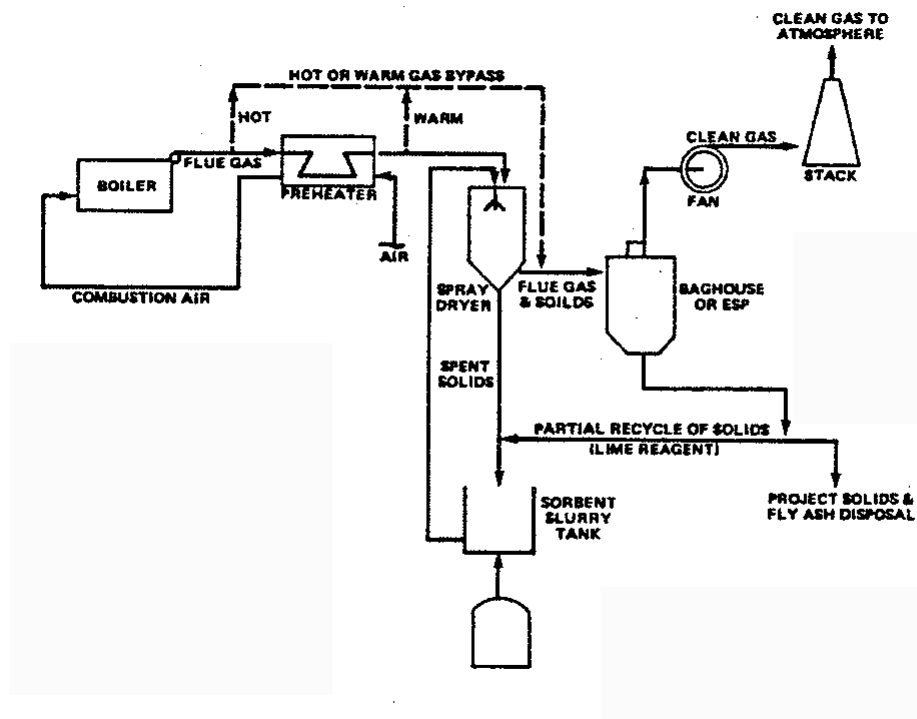 CLEAN GAS TO
ATMOSPHERE
HOT OR WARM GAS BYPASS
HOT
WARM
CLEAN GAS
FLUE GAS
BOILER
PREHEATER
STACK
FAN
AIR
COMBUSTION AIR
SPRAY
DRYER
FLUE GAS
& SOILDS
BAGHOUSE
OR ESP
SPENT
SOLIDS
PARTIAL RECYCLE OF SOLIDS
(LIME REAGENT)
SORBENT
SLURRY
TANK
PROJECT SOLIDS &
FLY ASH DISPOSAL